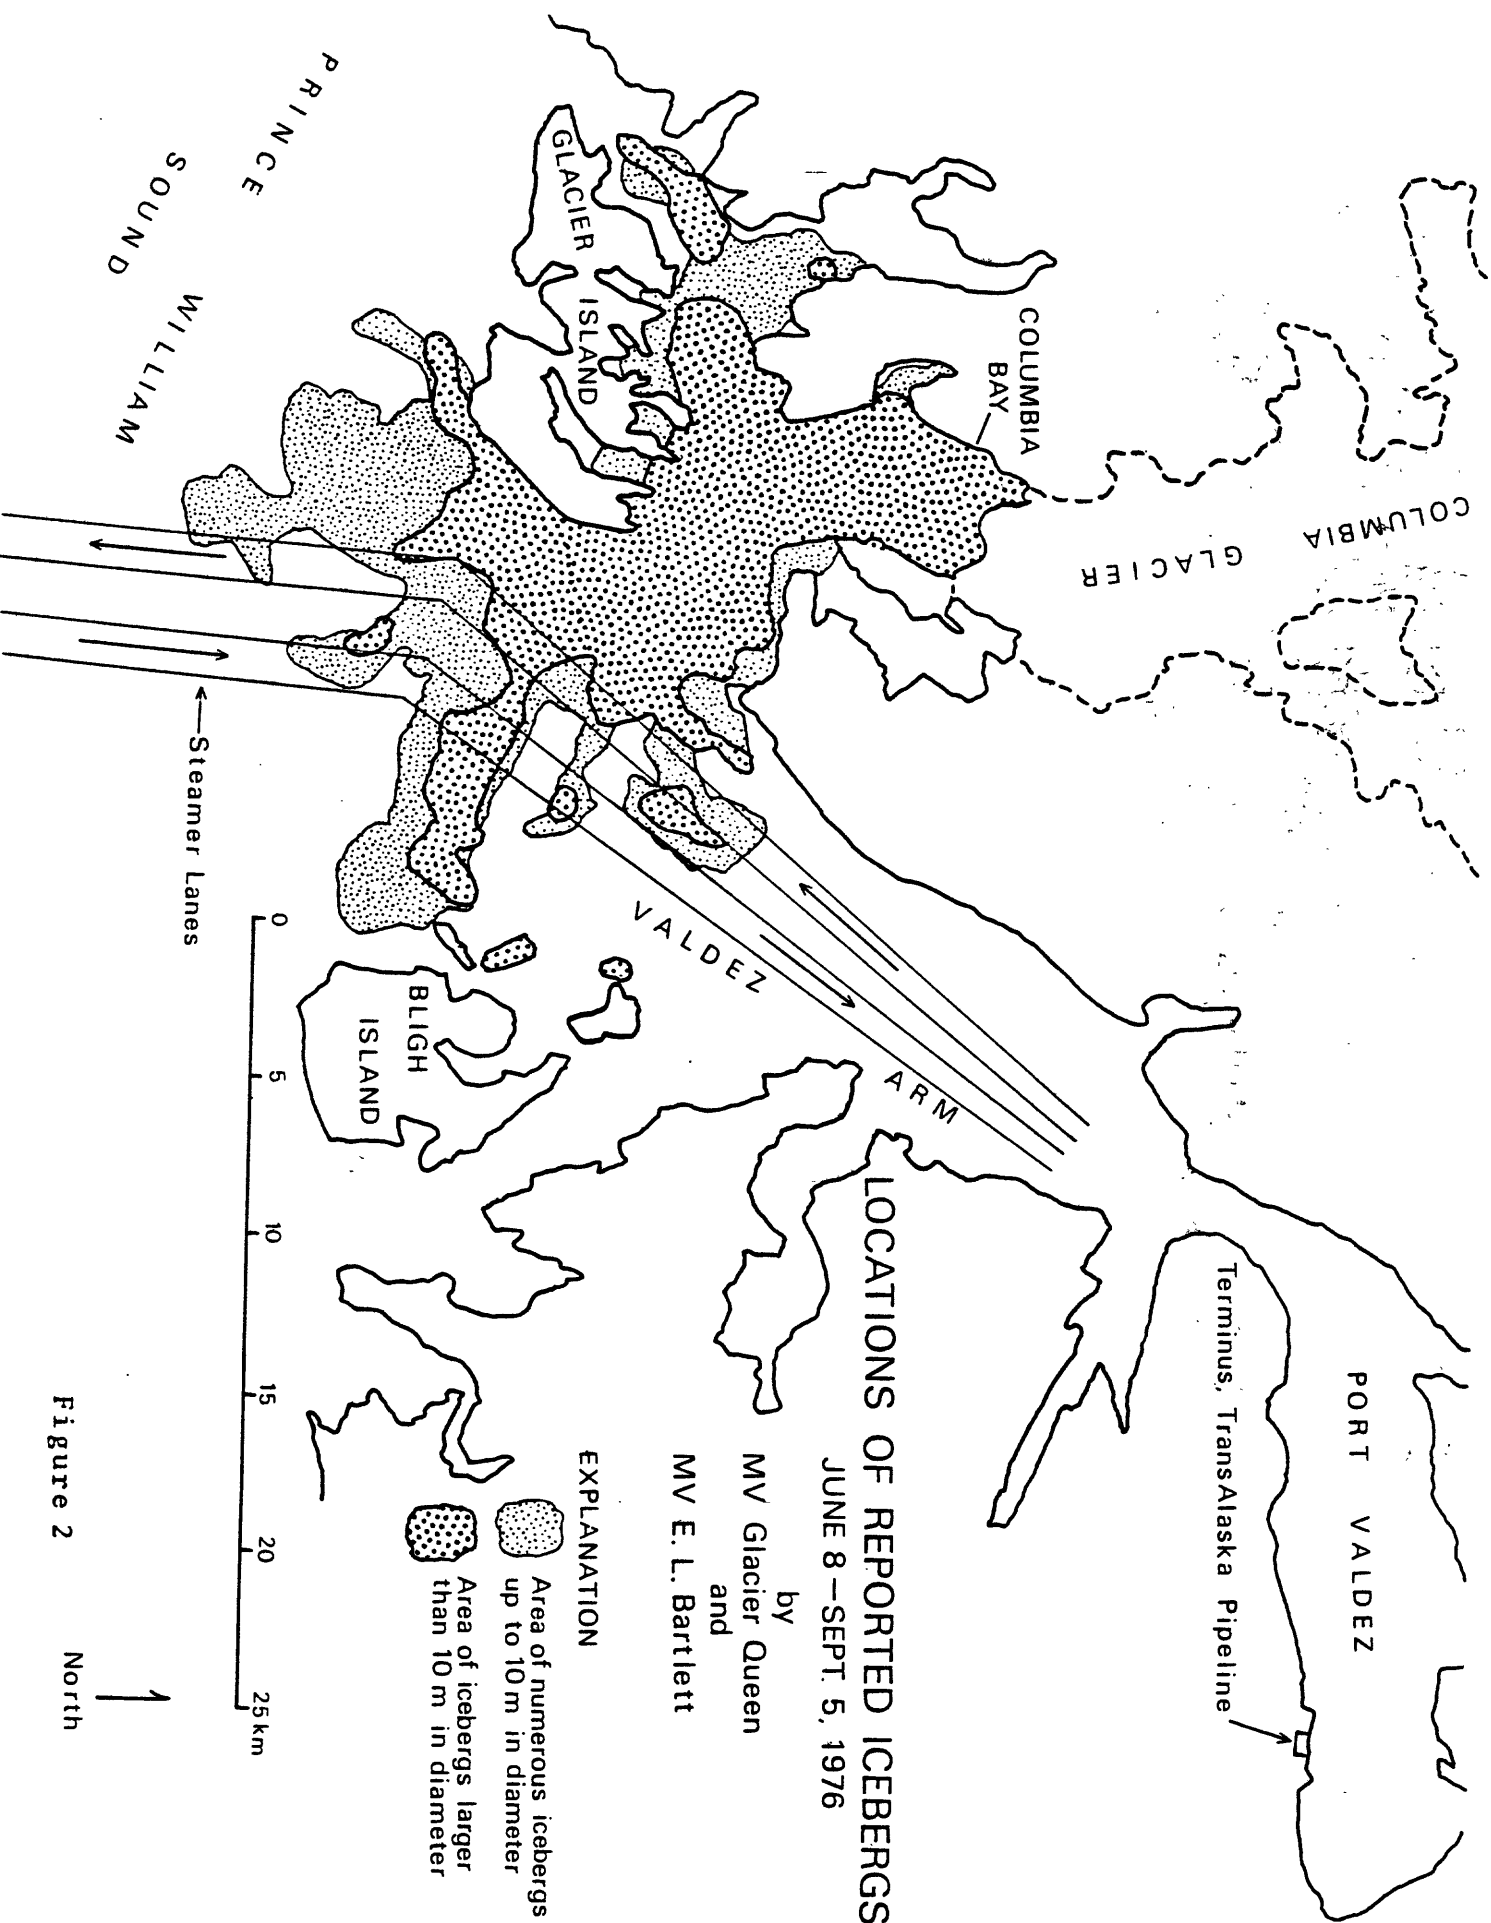 LOCATIONS OF REPORTED ICEBERGS
JUNE 8–SEPT. 5, 1976
by
MV Glacier Queen
and
MV E. L. Bartlett
EXPLANATION
Area of numerous icebergs
up to 10 m in diameter
Area of icebergs larger
than 10 m in diameter
COLUMBIA
GLACIER
COLUMBIA
BAY
GLACIER
ISLAND
PRINCE
WILLIAM
SOUND
VALDEZ
ARM
PORT VALDEZ
Terminus, TransAlaska Pipeline
BLIGH
ISLAND
Steamer Lanes
0 5 10 15 20 25 km
North
Figure 2